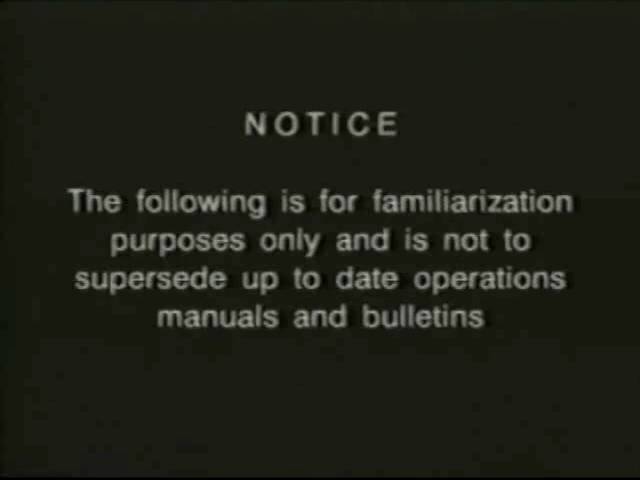 NOTICE
The following is for familiarization
purposes only and is not to
supersede up to date operations
manuals and bulletins